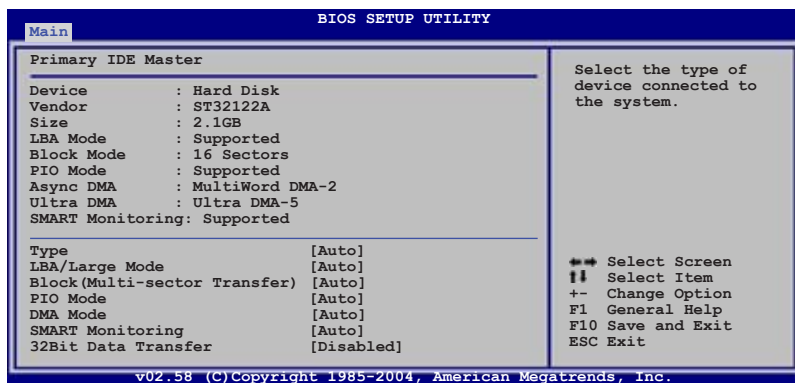 BIOS SETUP UTILITY
Main
Primary IDE Master
Device : Hard Disk
Vendor : ST32122A
Size : 2.1GB
LBA Mode : Supported
Block Mode : 16 Sectors
PIO Mode : Supported
Async DMA : MultiWord DMA-2
Ultra DMA : Ultra DMA-5
SMART Monitoring: Supported
Type [Auto]
LBA/Large Mode [Auto]
Block(Multi-sector Transfer) [Auto]
PIO Mode [Auto]
DMA Mode [Auto]
SMART Monitoring [Auto]
32Bit Data Transfer [Disabled]
Select the type of
device connected to
the system.
Select Screen
Select Item
+- Change Option
F1 General Help
F10 Save and Exit
ESC Exit
v02.58 (C)Copyright 1985-2004, American Megatrends, Inc.